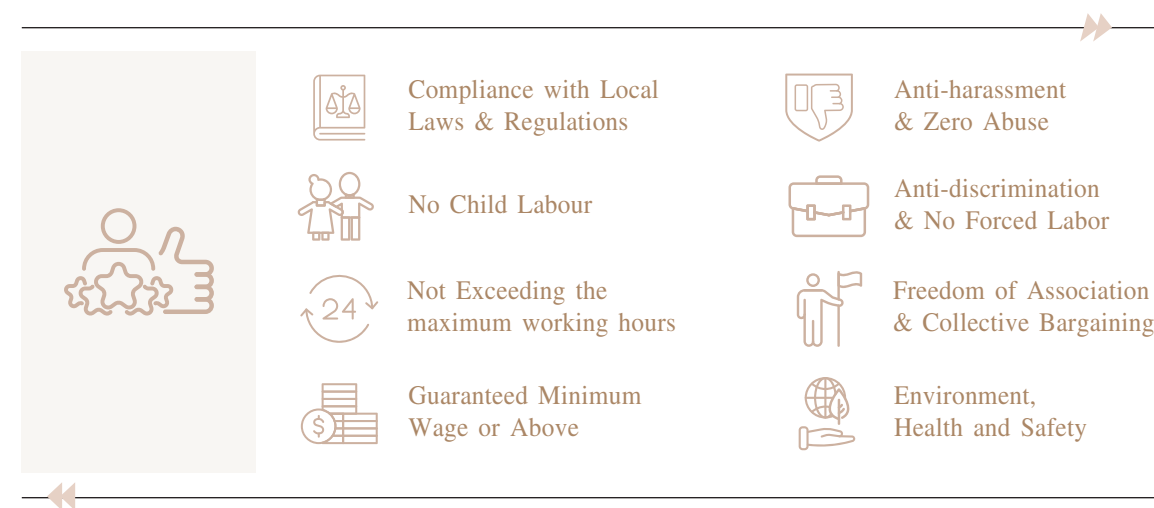 Compliance with Local
Laws & Regulations
No Child Labour
24
Not Exceeding the
maximum working hours
$
Guaranteed Minimum
Wage or Above
Anti-harassment
& Zero Abuse
Anti-discrimination
& No Forced Labor
Freedom of Association
& Collective Bargaining
Environment,
Health and Safety